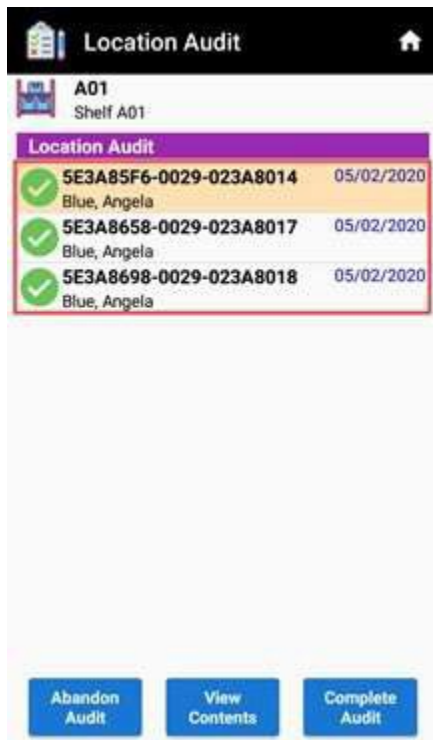 Location Audit
A01
Shelf A01
Location Audit
5E3A85F6-0029-023A8014 05/02/2020
Blue, Angela
5E3A8658-0029-023A8017 05/02/2020
Blue, Angela
5E3A8698-0029-023A8018 05/02/2020
Blue, Angela
Abandon Audit
View Contents
Complete Audit